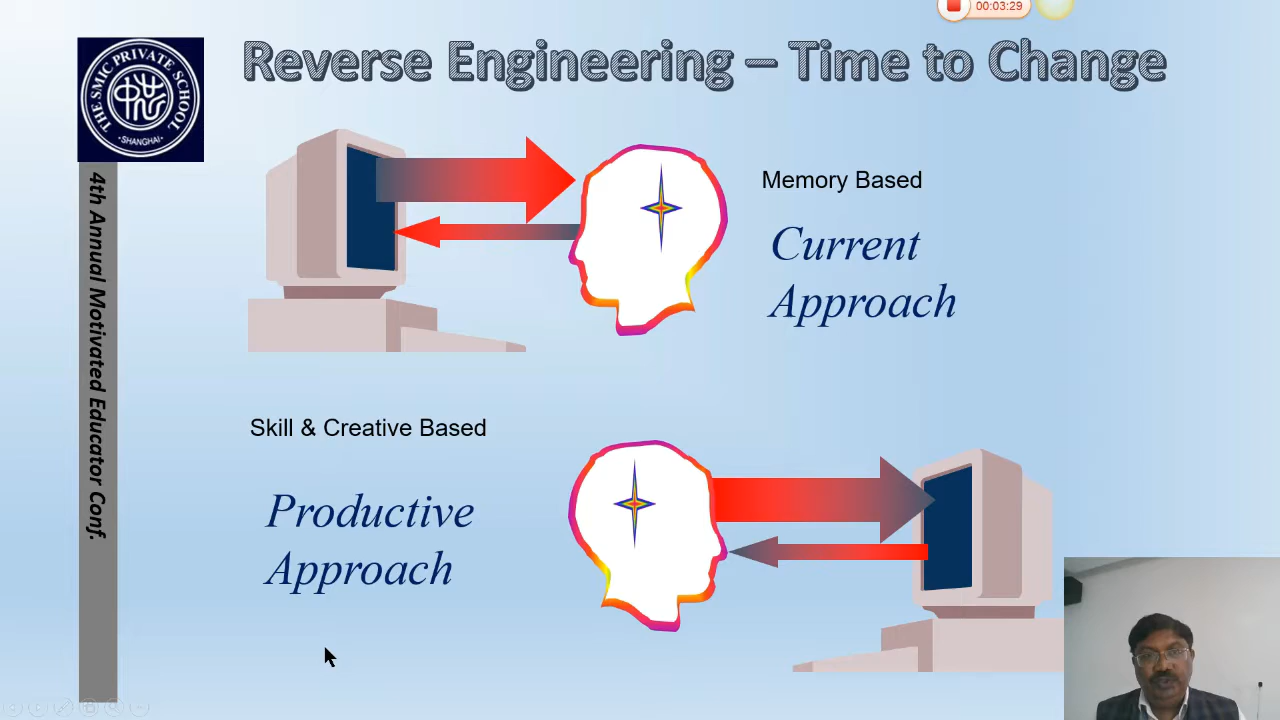 00:03:29
Reverse Engineering – Time to Change
THE SMIC PRIVATE SCHOOL
·SHANGHAI·
4th Annual Motivated Educator Conf.
Memory Based
Current
Approach
Skill & Creative Based
Productive
Approach